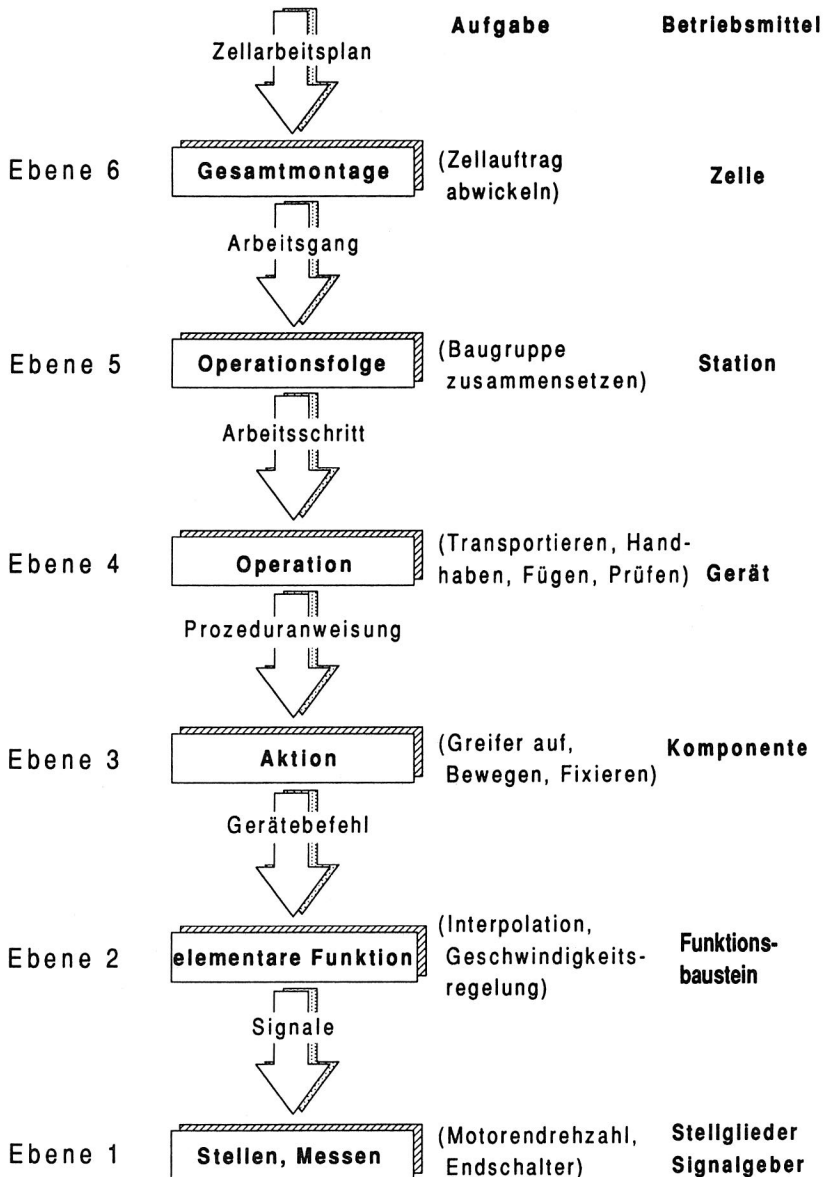 Aufgabe Betriebsmittel
Zellarbeitsplan
Ebene 6 Gesamtmontage (Zellauftrag abwickeln) Zelle
Arbeitsgang
Ebene 5 Operationsfolge (Baugruppe zusammensetzen) Station
Arbeitsschritt
Ebene 4 Operation (Transportieren, Hand-
haben, Fügen, Prüfen) Gerät
Prozeduranweisung
Ebene 3 Aktion (Greifer auf,
Bewegen, Fixieren) Komponente
Gerätebefehl
Ebene 2 elementare Funktion (Interpolation,
Geschwindigkeits-
regelung) Funktions-
baustein
Signale
Ebene 1 Stellen, Messen (Motorendrehzahl,
Endschalter) Stellglieder
Signalgeber